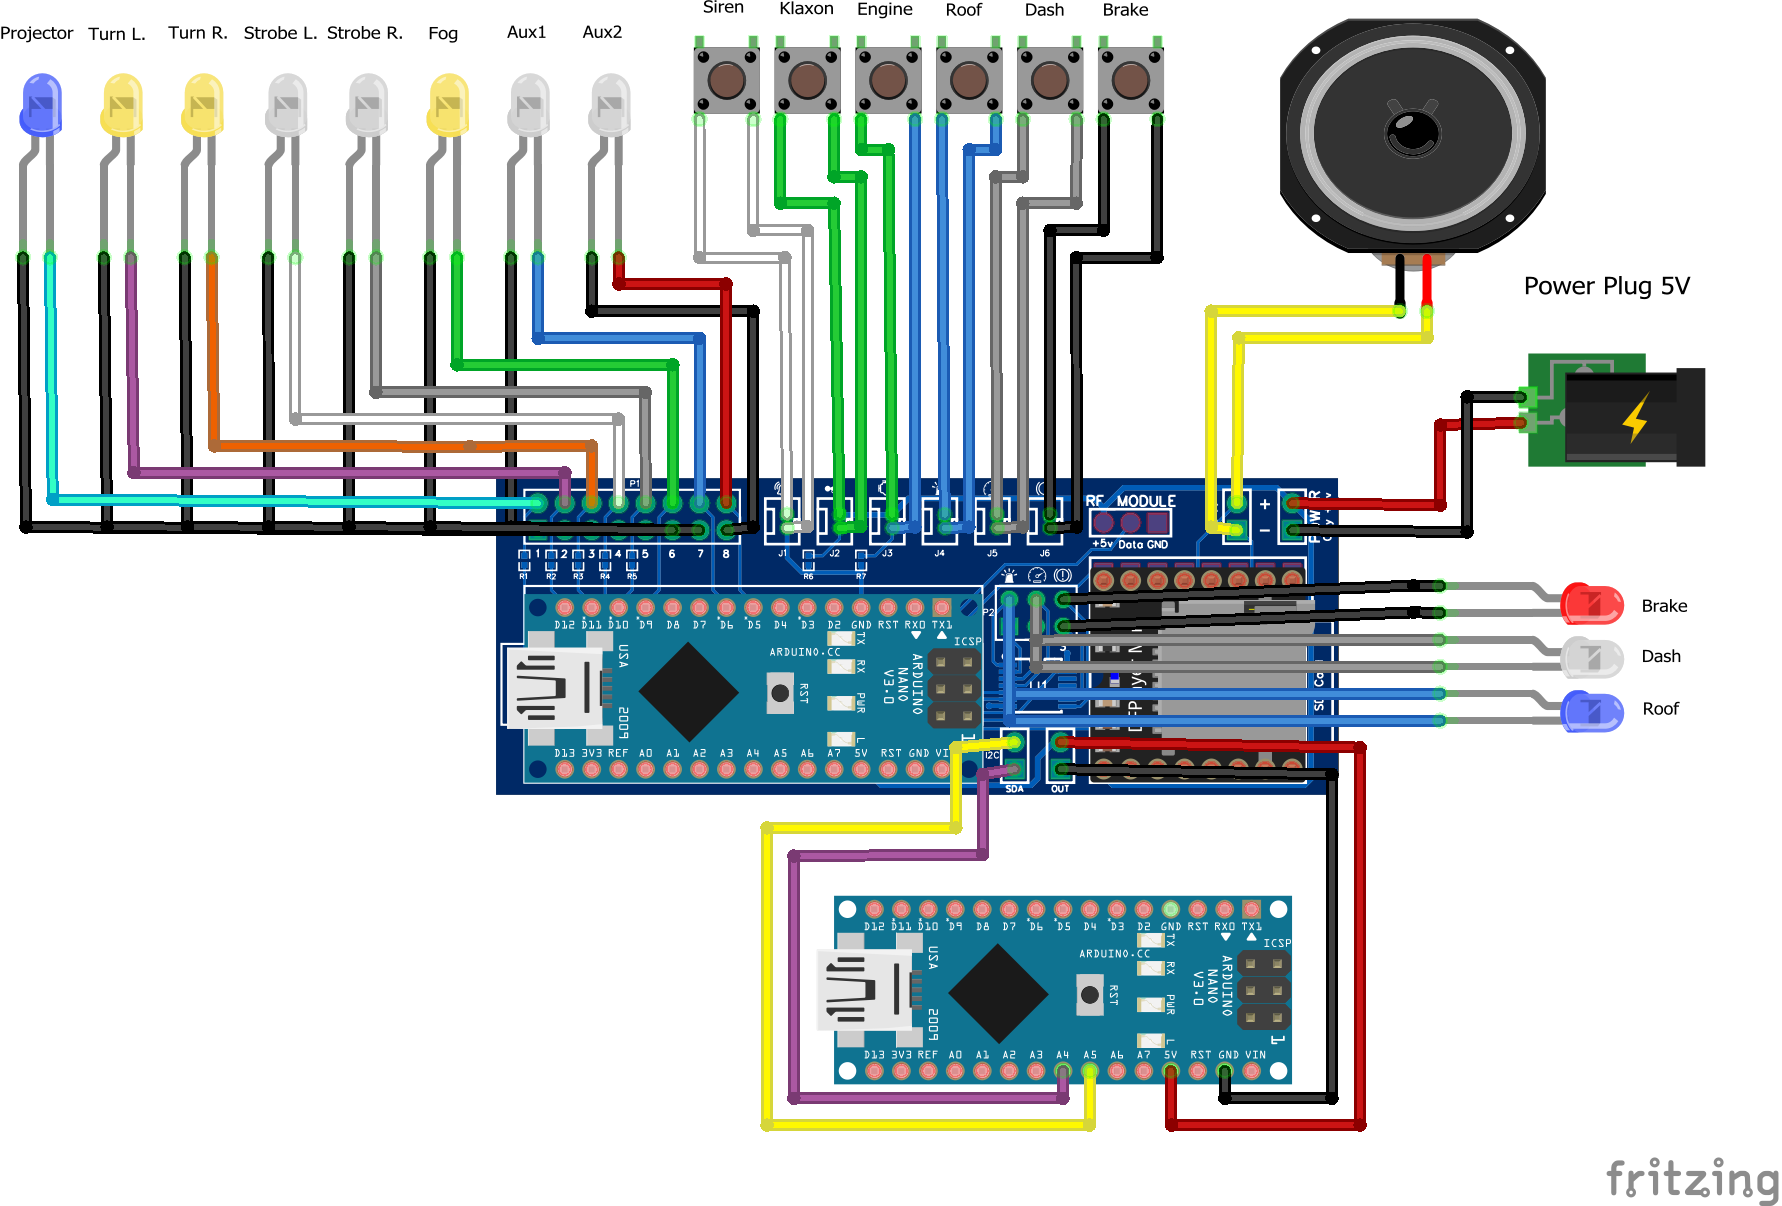 Siren Klaxon Engine Roof Dash Brake
Projector Turn L. Turn R. Strobe L. Strobe R. Fog Aux1 Aux2
Power Plug 5V
P1
RF MODULE
+
+5v Data GND
−
1 2 3 4 5 6 7 8
J1 J2 J3 J4 J5 J6
R1 R2 R3 R4 R5 R6 R7
P2
D12 D11 D10 D9 D8 D7 D6 D5 D4 D3 D2 GND RST RX0 TX1
ICSP
TX
RX
PWR
L
ARDUINO.CC
USA
2009
RST
ARDUINO
NANO
V3.0
1
D13 3V3 REF A0 A1 A2 A3 A4 A5 A6 A7 5V RST GND VIN
Brake
Dash
Roof
I2C
SDA OUT
D12 D11 D10 D9 D8 D7 D6 D5 D4 D3 D2 GND RST RX0 TX1
ICSP
TX
RX
PWR
L
ARDUINO.CC
USA
2009
RST
ARDUINO
NANO
V3.0
1
D13 3V3 REF A0 A1 A2 A3 A4 A5 A6 A7 5V RST GND VIN
fritzing